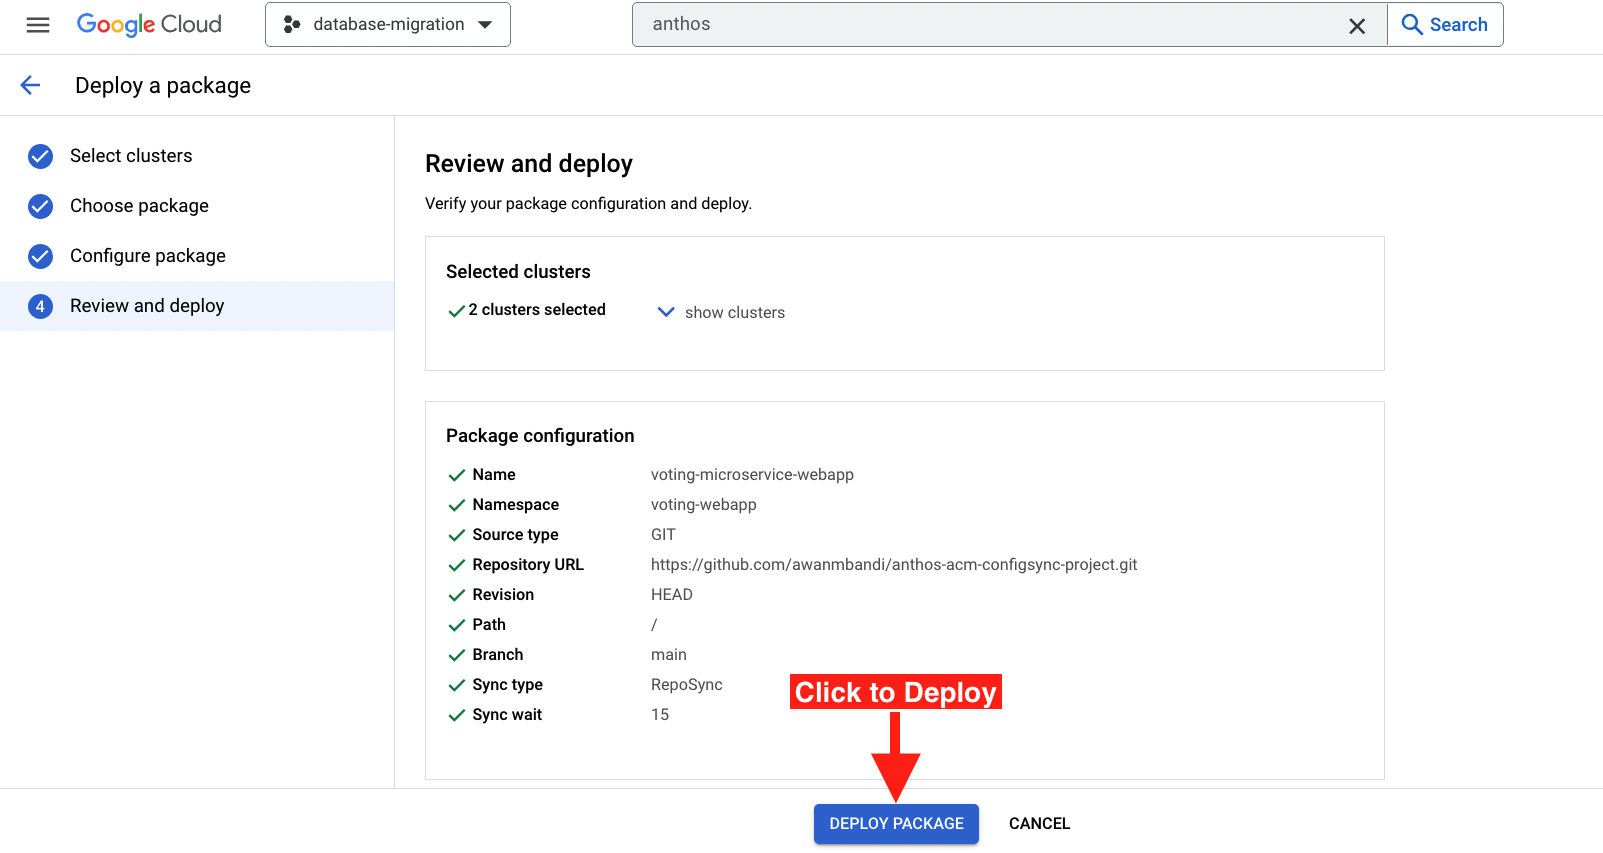 Google Cloud database-migration anthos Search
Deploy a package
Select clusters
Choose package
Configure package
4 Review and deploy
Review and deploy
Verify your package configuration and deploy.
Selected clusters
2 clusters selected show clusters
Package configuration
Name voting-microservice-webapp
Namespace voting-webapp
Source type GIT
Repository URL https://github.com/awanmbandi/anthos-acm-configsync-project.git
Revision HEAD
Path /
Branch main
Sync type RepoSync
Sync wait 15
Click to Deploy
DEPLOY PACKAGE CANCEL